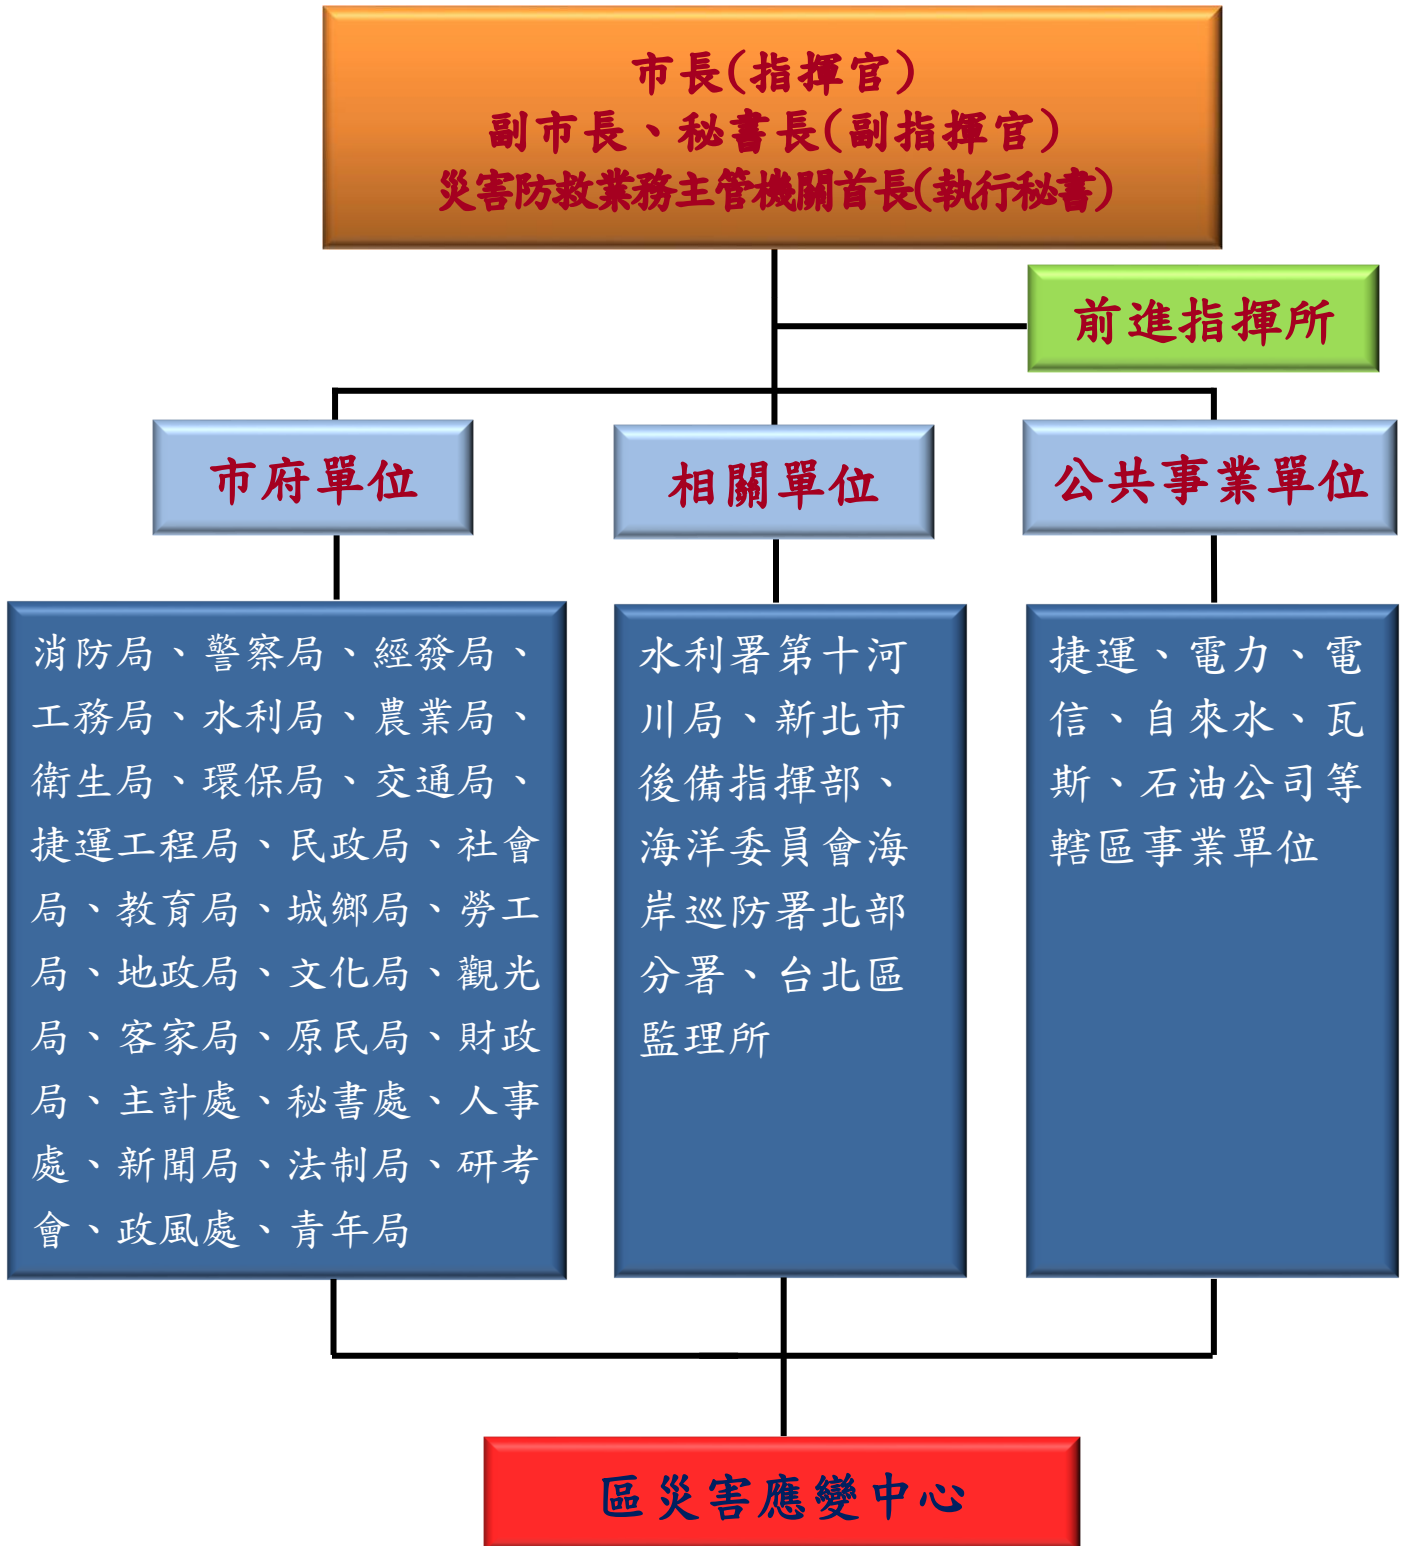 市長(指揮官)
副市長、秘書長(副指揮官)
災害防救業務主管機關首長(執行秘書)
前進指揮所
市府單位
相關單位
公共事業單位
消防局、警察局、經發局、
工務局、水利局、農業局、
衛生局、環保局、交通局、
捷運工程局、民政局、社會
局、教育局、城鄉局、勞工
局、地政局、文化局、觀光
局、客家局、原民局、財政
局、主計處、秘書處、人事
處、新聞局、法制局、研考
會、政風處、青年局
水利署第十河
川局、新北市
後備指揮部、
海洋委員會海
岸巡防署北部
分署、台北區
監理所
捷運、電力、電
信、自來水、瓦
斯、石油公司等
轄區事業單位
區災害應變中心